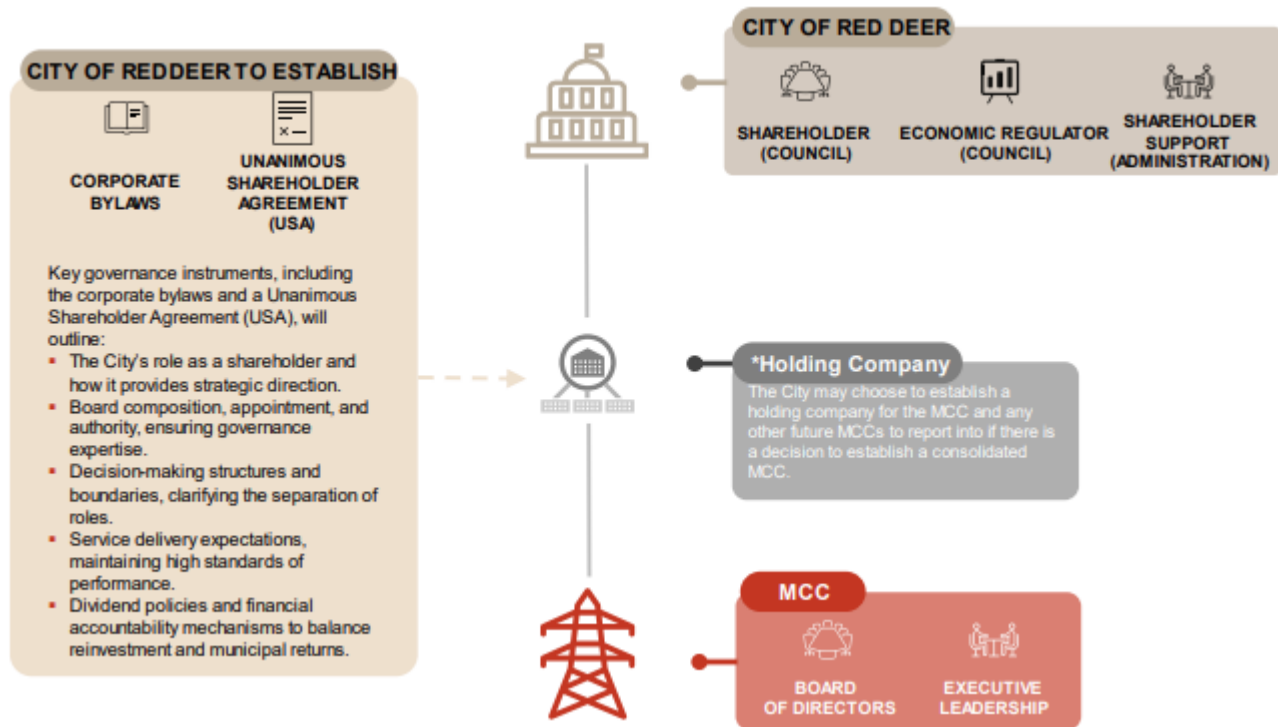 CITY OF REDDEER TO ESTABLISH
CORPORATE
BYLAWS
UNANIMOUS
SHAREHOLDER
AGREEMENT
(USA)
Key governance instruments, including
the corporate bylaws and a Unanimous
Shareholder Agreement (USA), will
outline:
▪ The City's role as a shareholder and
how it provides strategic direction.
▪ Board composition, appointment, and
authority, ensuring governance
expertise.
▪ Decision-making structures and
boundaries, clarifying the separation of
roles.
▪ Service delivery expectations,
maintaining high standards of
performance.
▪ Dividend policies and financial
accountability mechanisms to balance
reinvestment and municipal returns.
CITY OF RED DEER
SHAREHOLDER
(COUNCIL)
ECONOMIC REGULATOR
(COUNCIL)
SHAREHOLDER
SUPPORT
(ADMINISTRATION)
*Holding Company
The City may choose to establish a
holding company for the MCC and any
other future MCCs to report into if there is
a decision to establish a consolidated
MCC.
MCC
BOARD
OF DIRECTORS
EXECUTIVE
LEADERSHIP